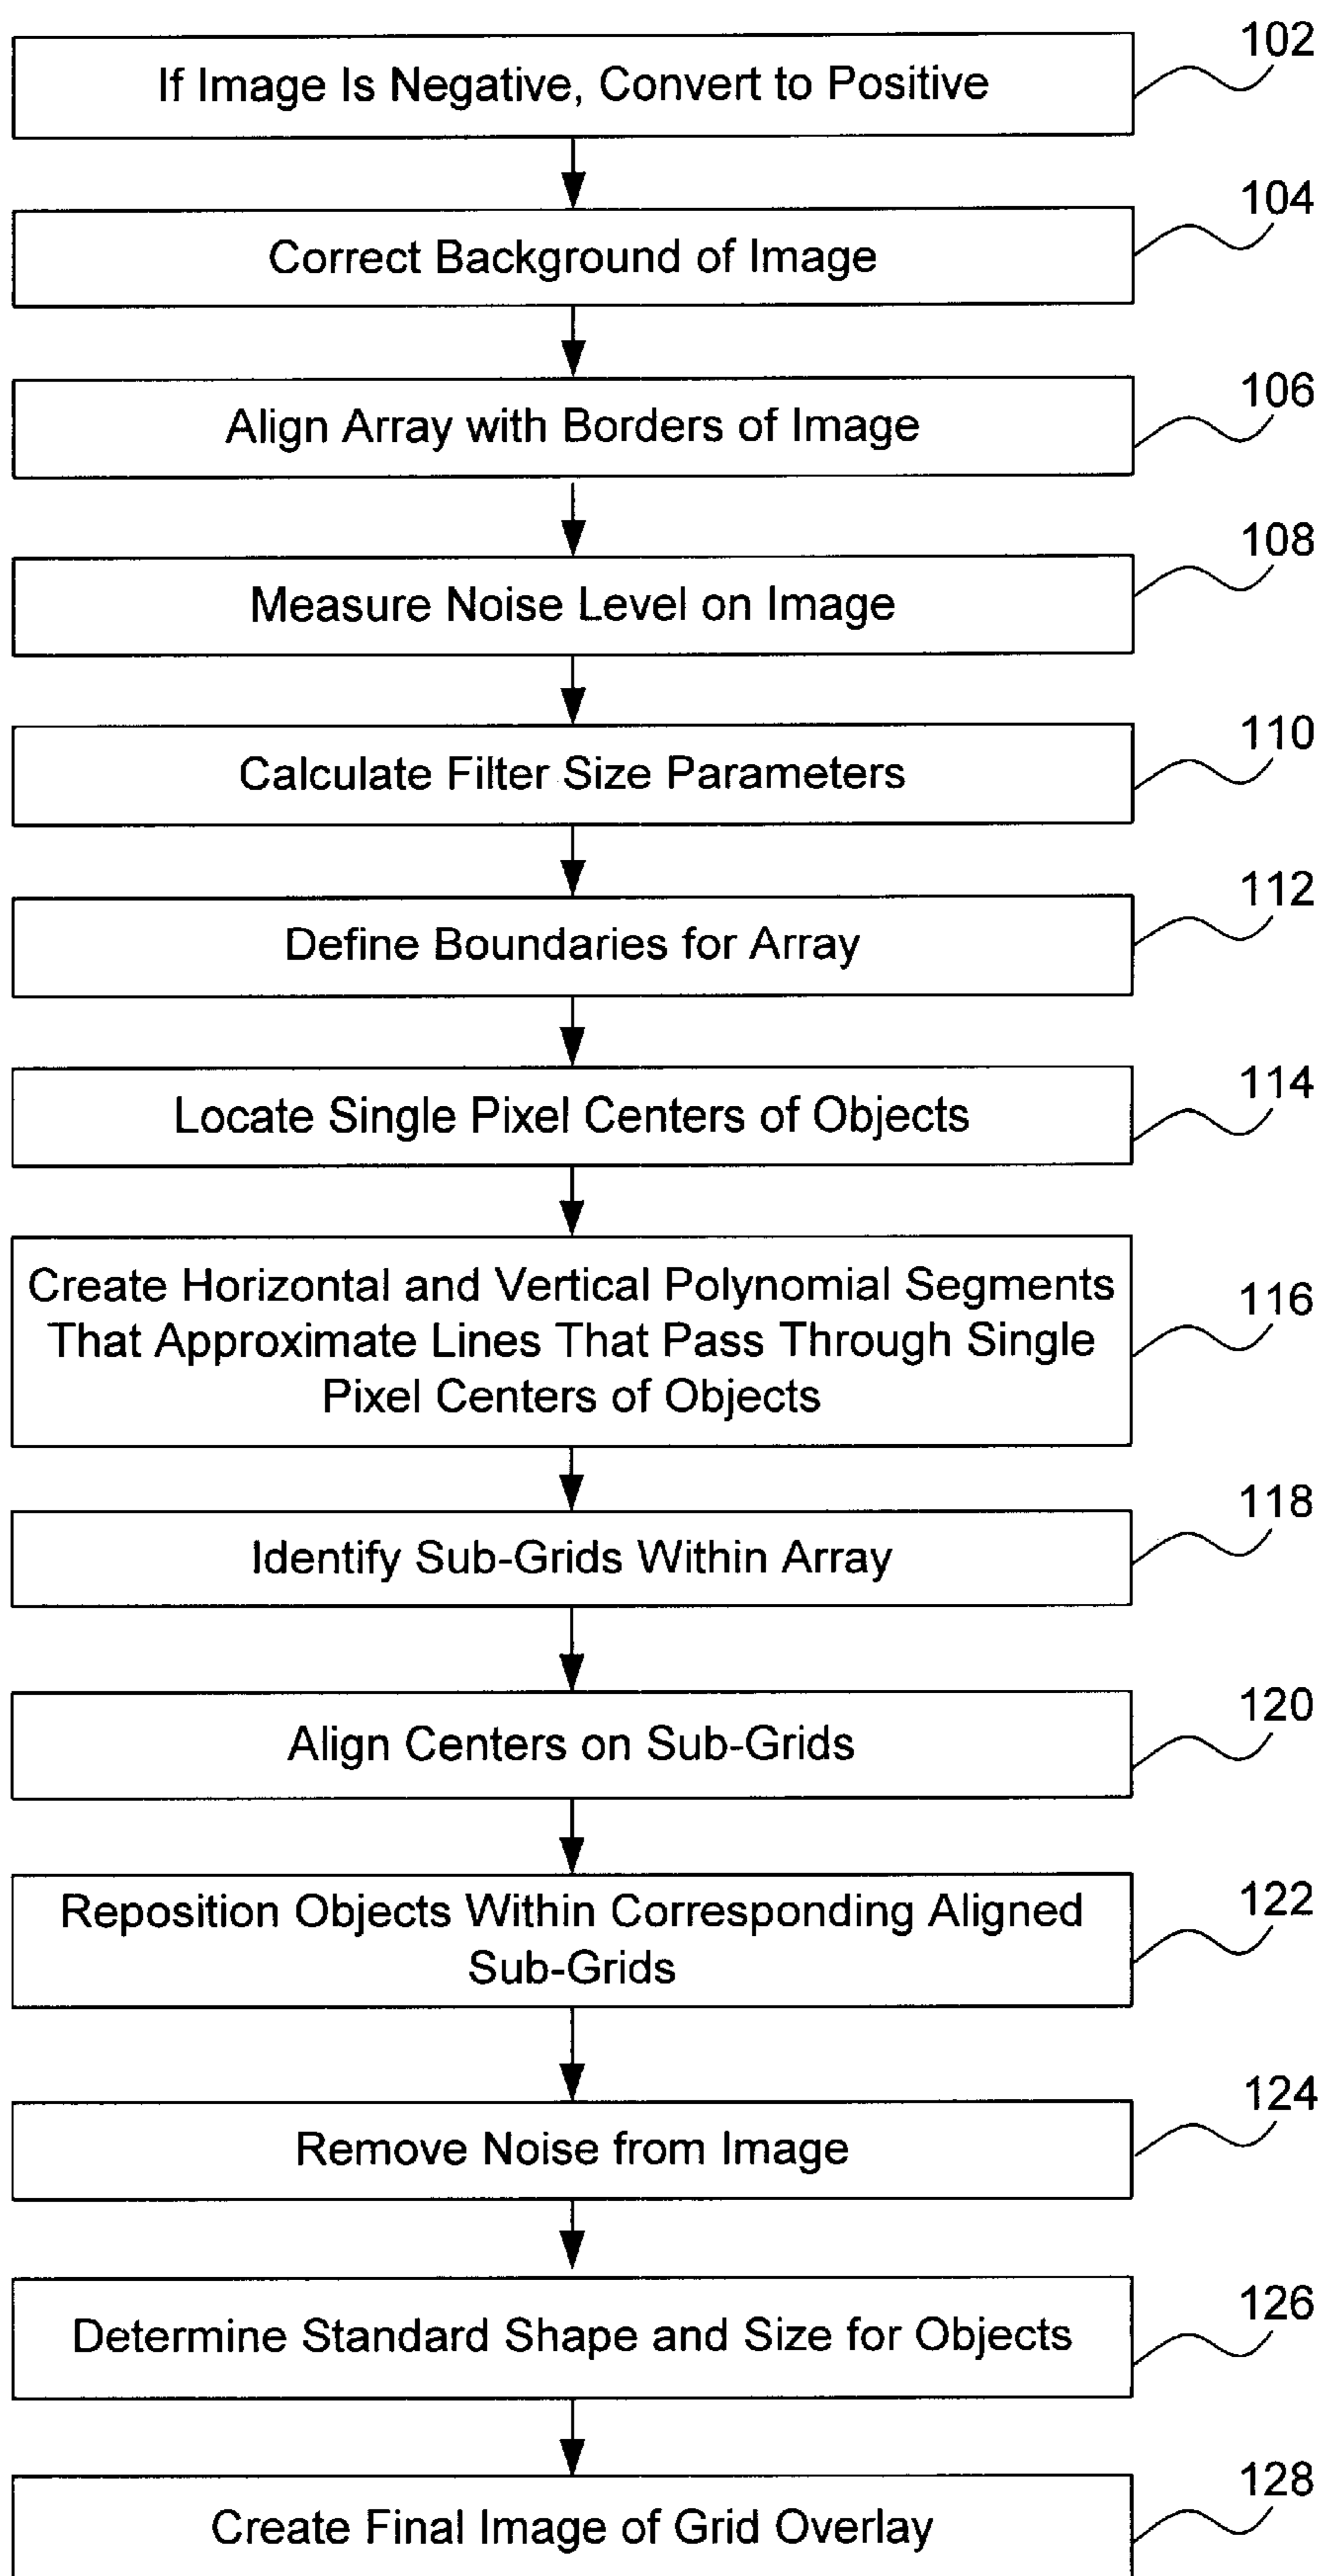 102
If Image Is Negative, Convert to Positive
104
Correct Background of Image
106
Align Array with Borders of Image
108
Measure Noise Level on Image
110
Calculate Filter Size Parameters
112
Define Boundaries for Array
114
Locate Single Pixel Centers of Objects
Create Horizontal and Vertical Polynomial Segments
116
That Approximate Lines That Pass Through Single
Pixel Centers of Objects
118
Identify Sub-Grids Within Array
120
Align Centers on Sub-Grids
122
Reposition Objects Within Corresponding Aligned
Sub-Grids
124
Remove Noise from Image
126
Determine Standard Shape and Size for Objects
128
Create Final Image of Grid Overlay